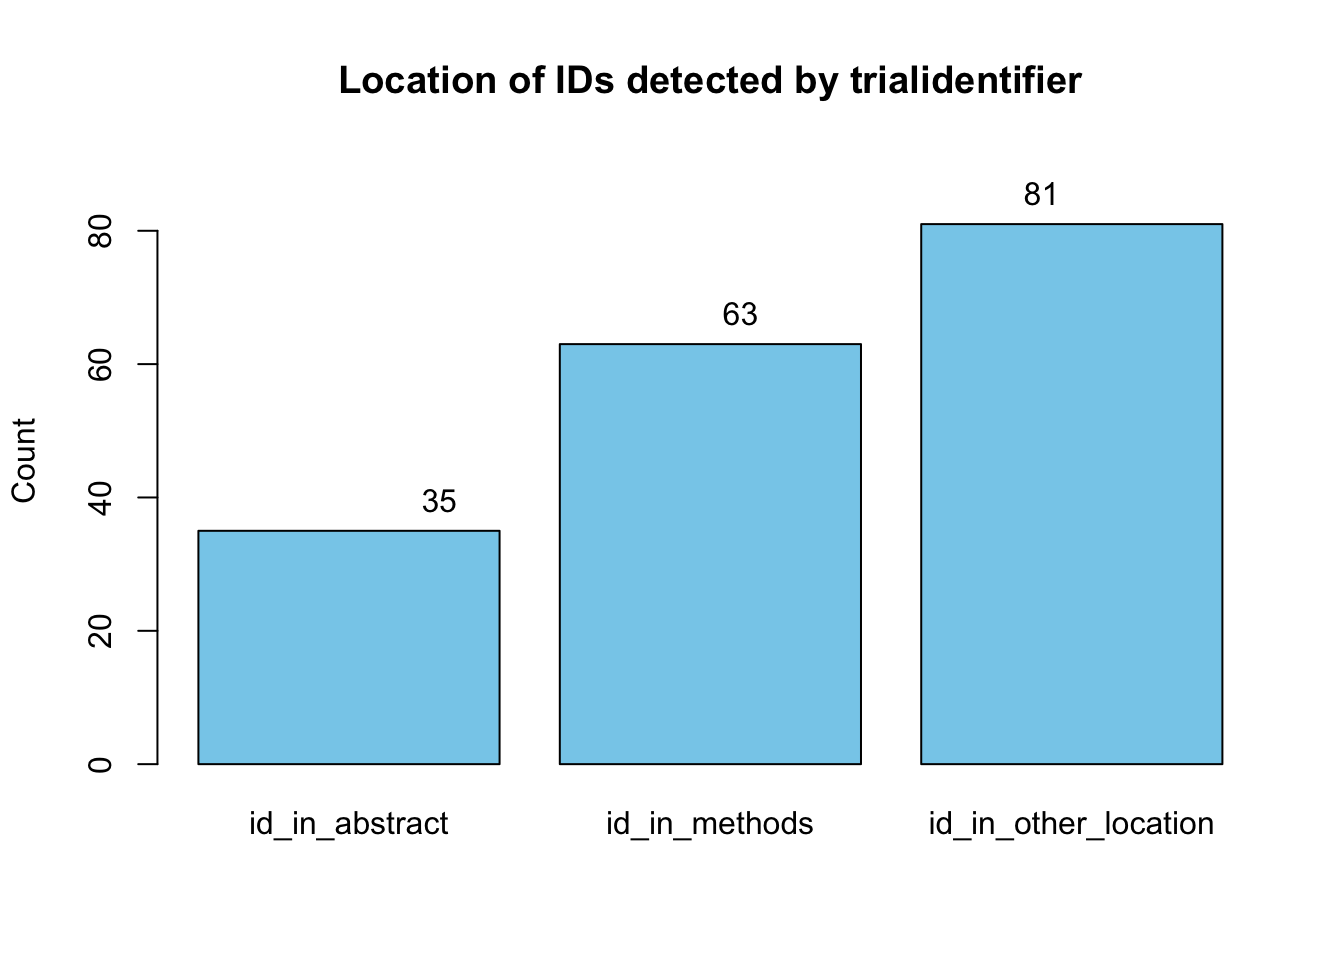 Location of IDs detected by trialidentifier
81
63
35
80
60
40
20
0
Count
id_in_abstract
id_in_methods
id_in_other_location